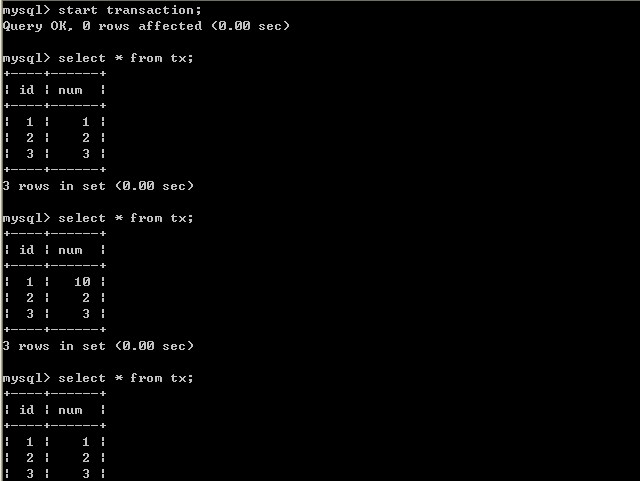 mysql> start transaction;
Query OK, 0 rows affected (0.00 sec)

mysql> select * from tx;
+----+------+
| id | num  |
+----+------+
|  1 |    1 |
|  2 |    2 |
|  3 |    3 |
+----+------+
3 rows in set (0.00 sec)

mysql> select * from tx;
+----+------+
| id | num  |
+----+------+
|  1 |   10 |
|  2 |    2 |
|  3 |    3 |
+----+------+
3 rows in set (0.00 sec)

mysql> select * from tx;
+----+------+
| id | num  |
+----+------+
|  1 |    1 |
|  2 |    2 |
|  3 |    3 |